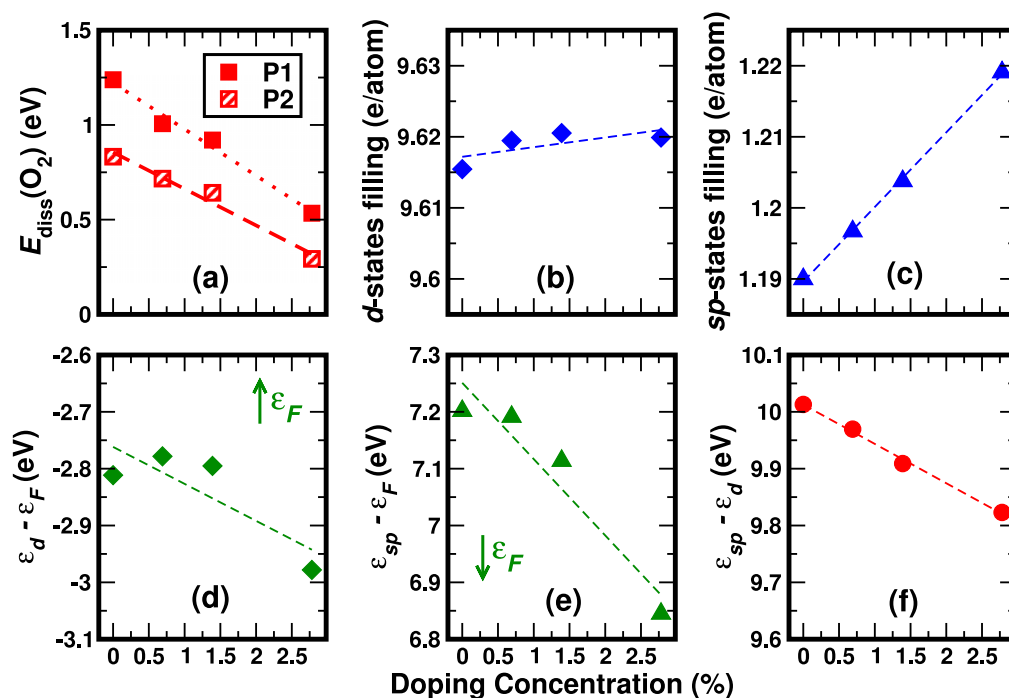 E_diss(O₂) (eV)
1.5
1
0.5
0
P1
P2
(a)
d-states filling (e/atom)
9.63
9.62
9.61
9.6
(b)
sp-states filling (e/atom)
1.22
1.21
1.2
1.19
(c)
ε_d - ε_F (eV)
-2.6
-2.7
-2.8
-2.9
-3
-3.1
ε_F
(d)
0 0.5 1 1.5 2 2.5
ε_sp - ε_F (eV)
7.3
7.2
7.1
7
6.9
6.8
ε_F
(e)
0 0.5 1 1.5 2 2.5
ε_sp - ε_d (eV)
10.1
10
9.9
9.8
9.7
9.6
(f)
0 0.5 1 1.5 2 2.5
Doping Concentration (%)